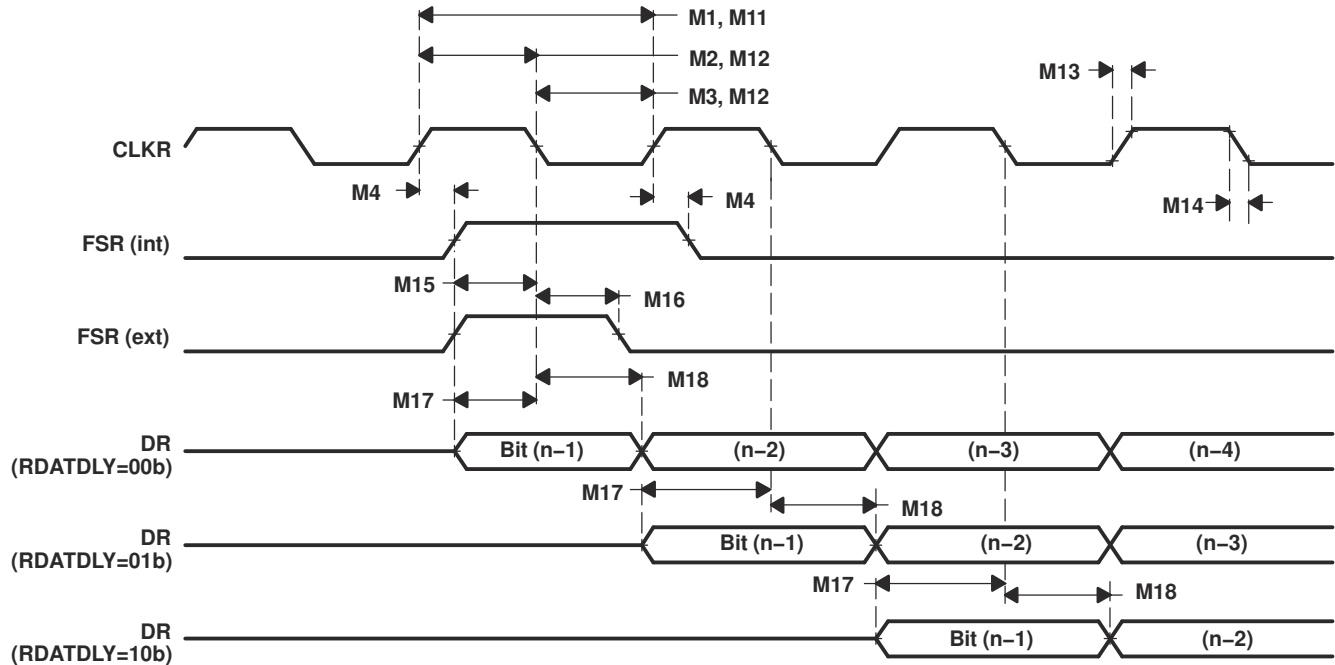 M1, M11
M2, M12
M13
M3, M12
CLKR
M4
M4
M14
FSR (int)
M15
M16
FSR (ext)
M18
M17
DR
(RDATDLY=00b)
Bit (n−1)
(n−2)
(n−3)
(n−4)
M17
M18
DR
(RDATDLY=01b)
Bit (n−1)
(n−2)
(n−3)
M17
M18
DR
(RDATDLY=10b)
Bit (n−1)
(n−2)